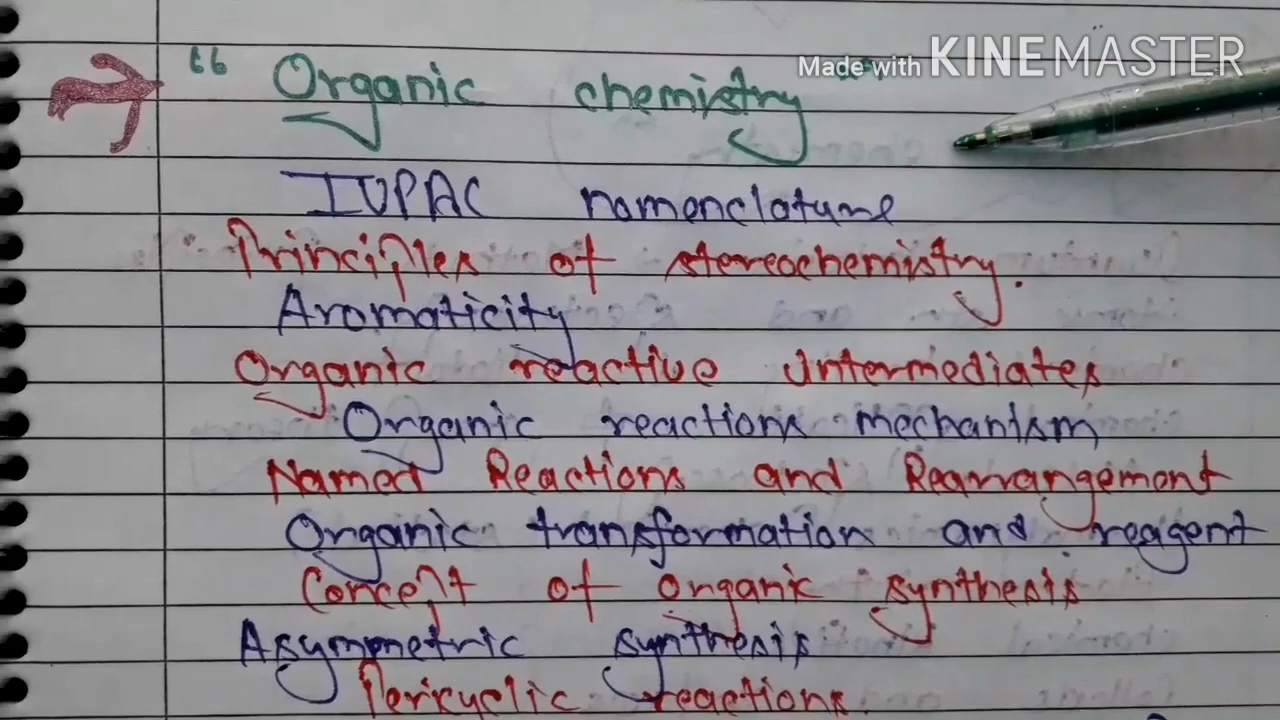 Made with KINEMASTER
"Organic chemistry"
IUPAC nomenclature
Principles of stereochemistry.
Aromaticity
Organic reactive intermediates
Organic reactions mechanism
Named Reactions and Rearrangement
Organic transformation and reagent
Concept of organic synthesis
Asymmetric synthesis
Pericyclic reactions.